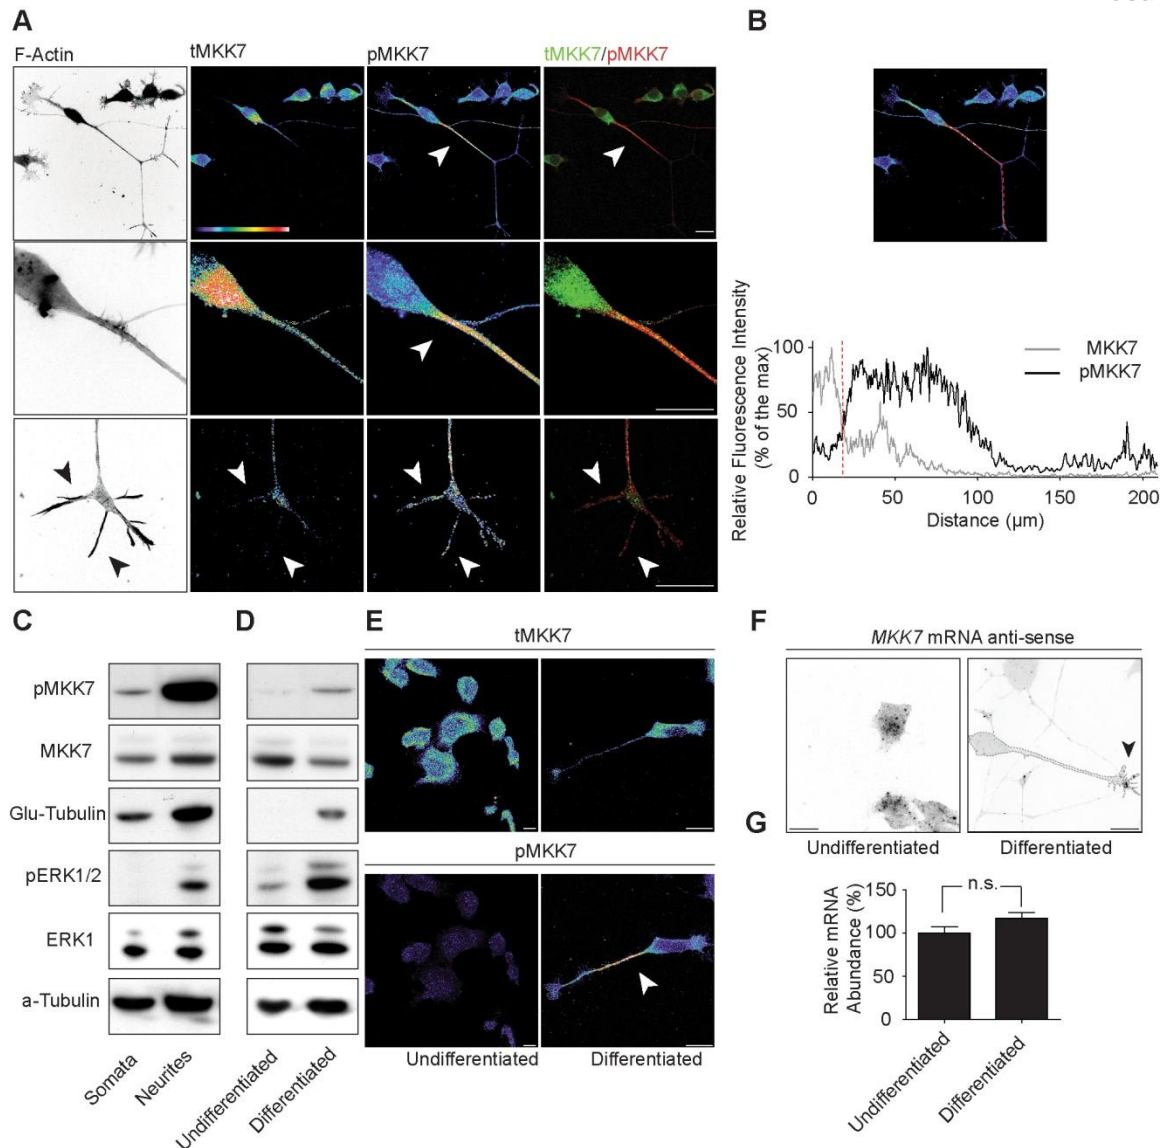 A
F-Actin
tMKK7
pMKK7
tMKK7/pMKK7
B
Relative Fluorescence Intensity
(% of the max)
100
50
0
MKK7
pMKK7
0
50
100
150
200
Distance (µm)
C
D
pMKK7
MKK7
Glu-Tubulin
pERK1/2
ERK1
a-Tubulin
Somata
Neurites
Undifferentiated
Differentiated
E
tMKK7
pMKK7
Undifferentiated
Differentiated
F
MKK7 mRNA anti-sense
Undifferentiated
Differentiated
G
Relative mRNA
Abundance (%)
150
100
50
0
n.s.
Undifferentiated
Differentiated